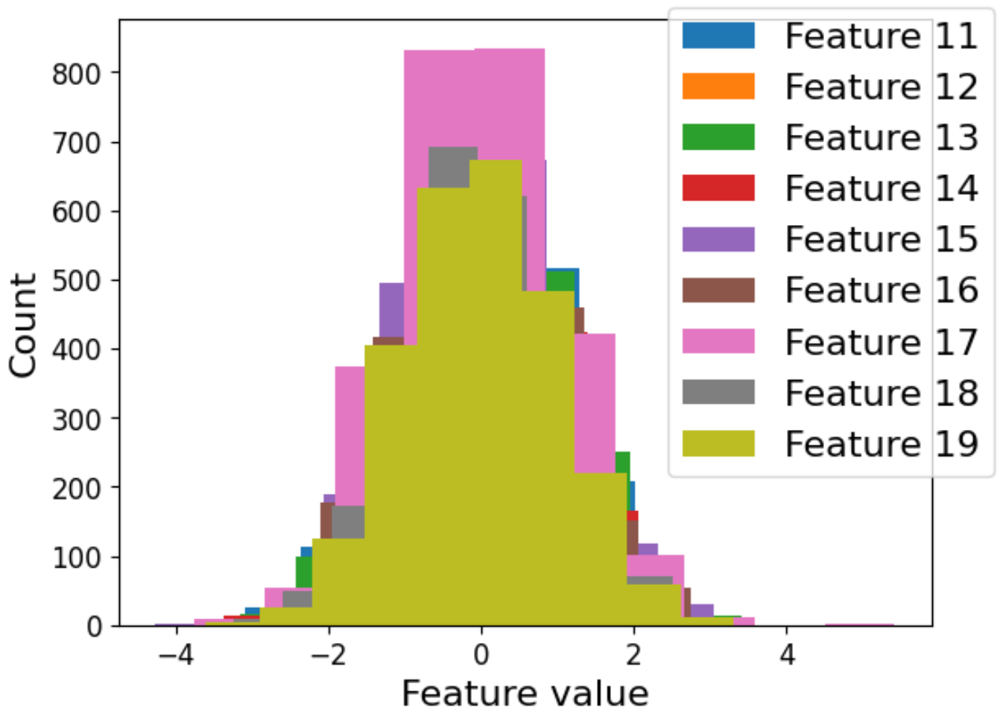 Feature 11
Feature 12
Feature 13
Feature 14
Feature 15
Feature 16
Feature 17
Feature 18
Feature 19
800
700
600
500
400
300
200
100
0
Count
−4 −2 0 2 4
Feature value